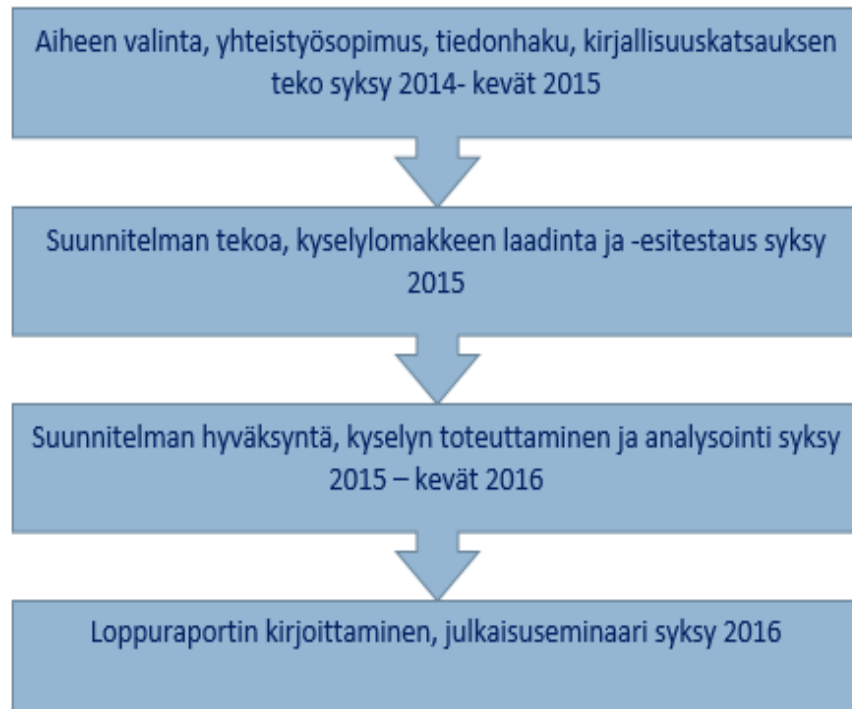 Aiheen valinta, yhteistyösopimus, tiedonhaku, kirjallisuuskatsauksen
teko syksy 2014- kevät 2015
Suunnitelman tekoa, kyselylomakkeen laadinta ja -esitestaus syksy
2015
Suunnitelman hyväksyntä, kyselyn toteuttaminen ja analysointi syksy
2015 – kevät 2016
Loppuraportin kirjoittaminen, julkaisuseminaari syksy 2016